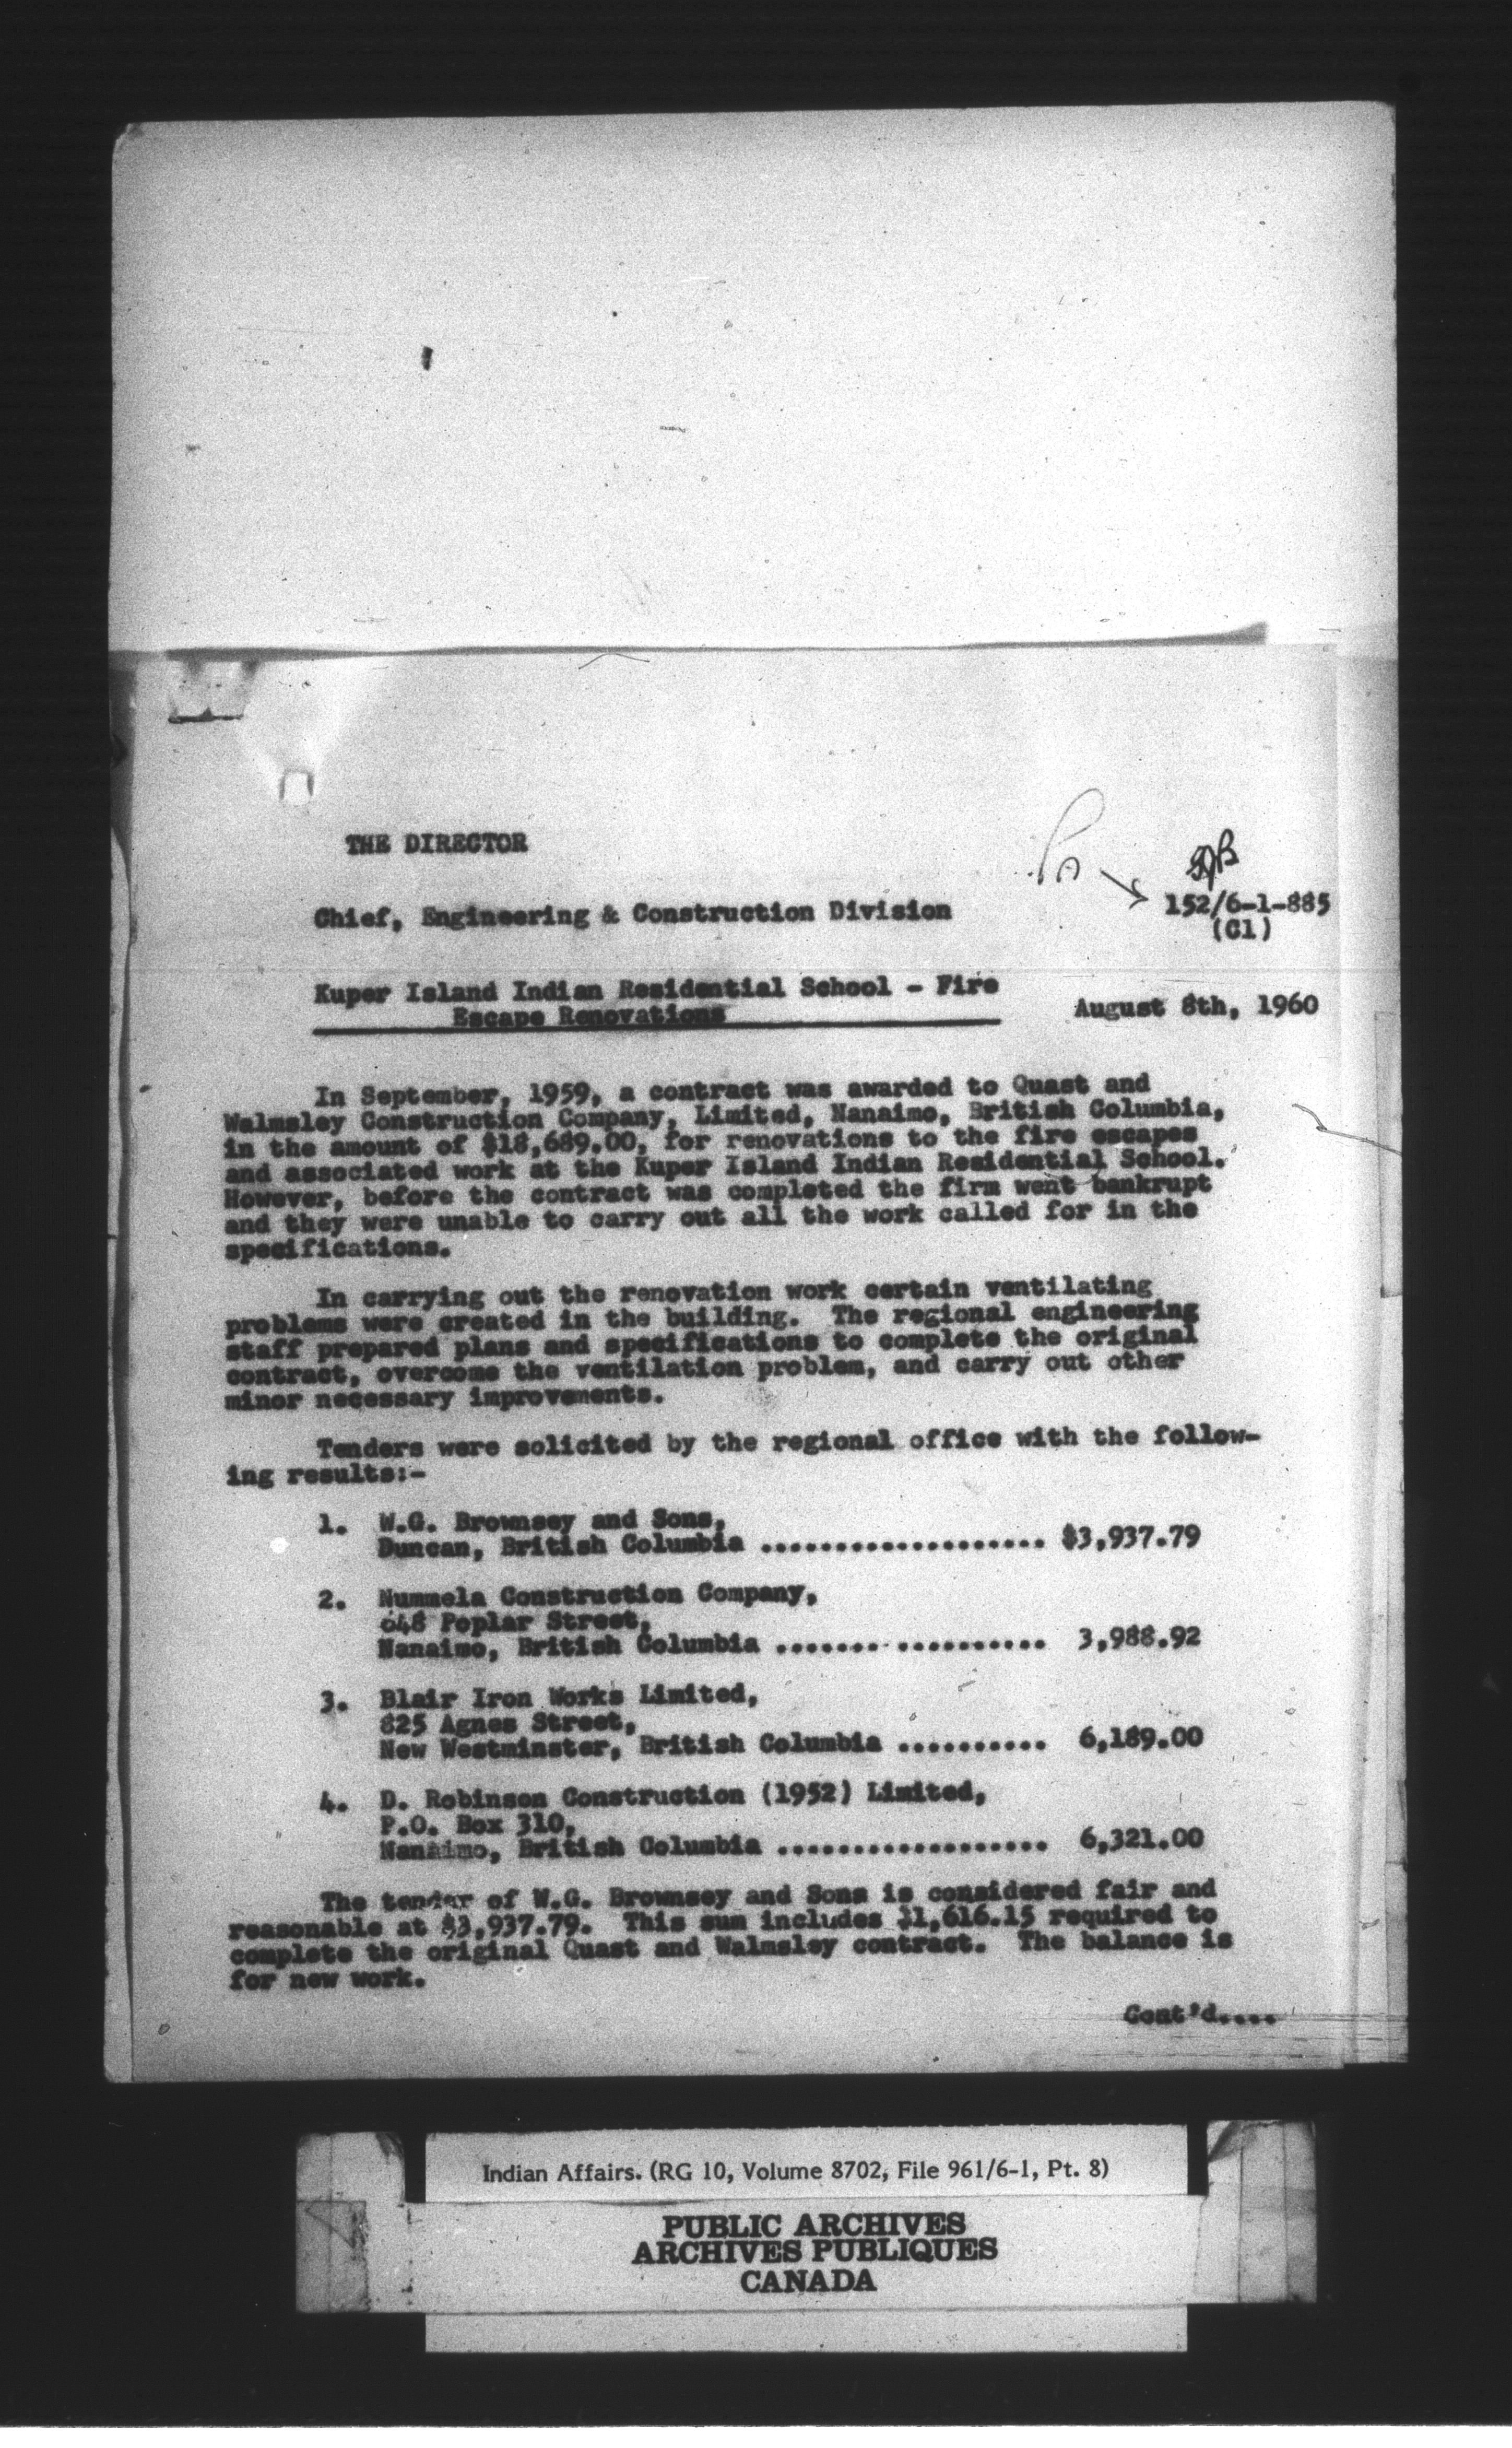 THE DIRECTOR
PA
152/6-1-885
(C1)
Chief, Engineering & Construction Division
Kuper Island Indian Residential School - Fire
Escape Renovations
August 8th, 1960
In September, 1959, a contract was awarded to Quast and
Walmsley Construction Company, Limited, Nanaimo, British Columbia,
in the amount of $18,689.00, for renovations to the fire escapes
and associated work at the Kuper Island Indian Residential School.
However, before the contract was completed the firm went bankrupt
and they were unable to carry out all the work called for in the
specifications.
In carrying out the renovation work certain ventilating
problems were created in the building. The regional engineering
staff prepared plans and specifications to complete the original
contract, overcome the ventilation problem, and carry out other
minor necessary improvements.
Tenders were solicited by the regional office with the follow-
ing results:-
1. W.G. Brownsey and Sons,
Duncan, British Columbia ................... $3,937.79
2. Nummela Construction Company,
648 Poplar Street,
Nanaimo, British Columbia .................. 3,988.92
3. Blair Iron Works Limited,
825 Agnes Street,
New Westminster, British Columbia .......... 6,189.00
4. D. Robinson Construction (1952) Limited,
P.O. Box 310,
Nanaimo, British Columbia .................. 6,321.00
The tender of W.G. Brownsey and Sons is considered fair and
reasonable at $3,937.79. This sum includes $1,616.15 required to
complete the original Quast and Walmsley contract. The balance is
for new work.
Cont'd....
Indian Affairs. (RG 10, Volume 8702, File 961/6-1, Pt. 8)
PUBLIC ARCHIVES
ARCHIVES PUBLIQUES
CANADA